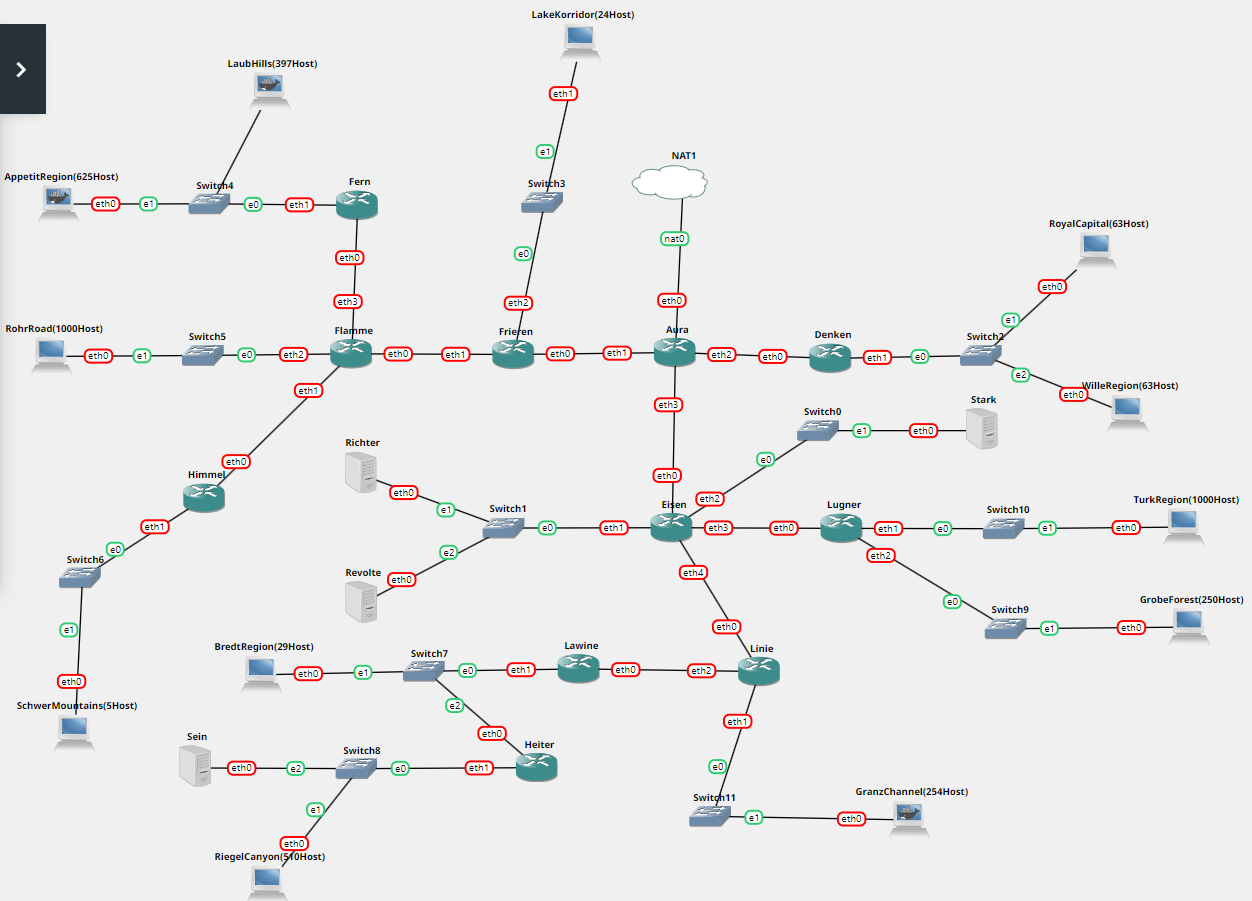 LakeKorridor(24Host)
LaubHills(397Host)
eth1
e1
NAT1
AppetitRegion(625Host)
Switch4
Fern
Switch3
eth0
e1
e0
eth1
RoyalCapital(63Host)
nat0
e0
eth0
eth0
eth3
eth2
eth0
e1
RohrRoad(1000Host)
Switch5
Flamme
Frieren
Aura
Denken
Switch2
eth0
e1
e0
eth2
eth0
eth1
eth0
eth1
eth2
eth0
eth1
e0
e2
eth0
WilleRegion(63Host)
eth1
eth3
Switch0
Stark
e1
eth0
Richter
e0
eth0
Himmel
eth0
eth0
eth2
e1
Switch1
Eisen
Lugner
TurkRegion(1000Host)
Switch10
eth1
e0
eth1
eth3
eth0
eth1
e0
e1
eth0
e0
Switch6
e2
eth2
Revolte
eth0
eth4
e0
Switch9
GrobeForest(250Host)
e1
e1
eth0
eth0
BredtRegion(29Host)
Switch7
Lawine
Linie
eth0
e1
e0
eth1
eth0
eth2
eth0
SchwerMountains(5Host)
e2
eth1
Sein
Switch8
eth0
Heiter
eth0
e2
e0
eth1
e0
Switch11
GranzChannel(254Host)
e1
e1
eth0
eth0
RiegelCanyon(510Host)